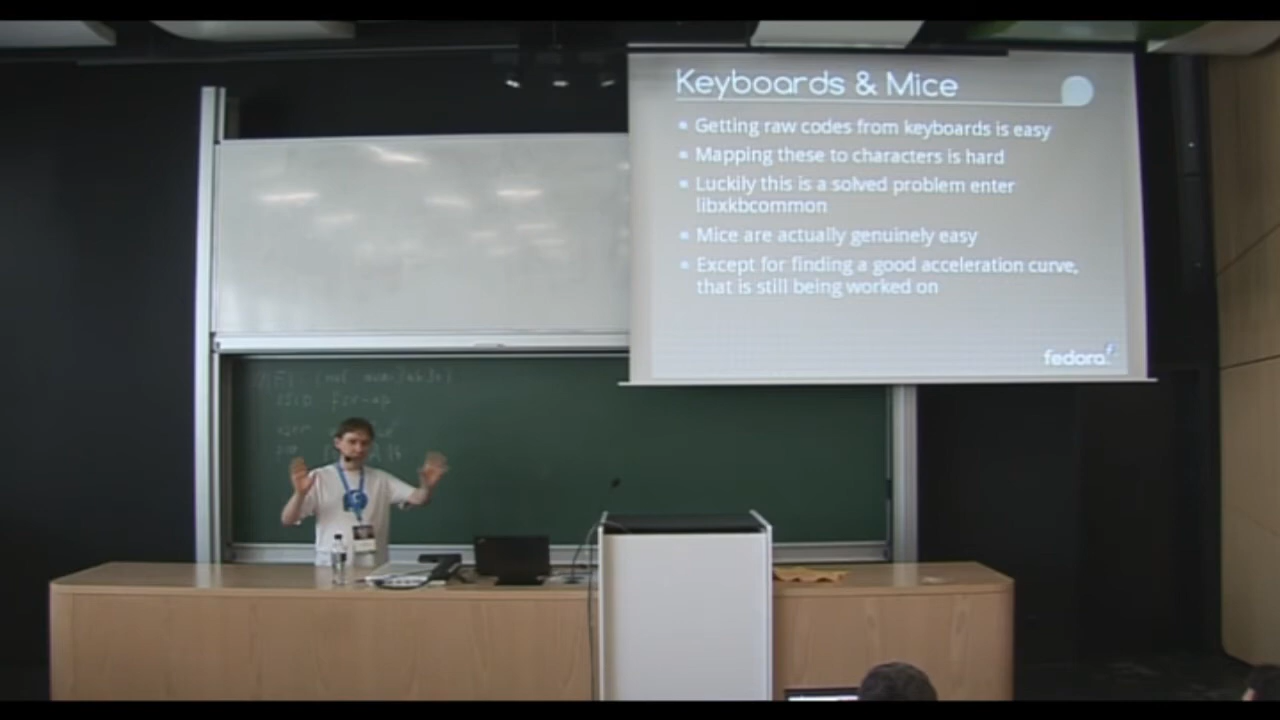 Keyboards & Mice
Getting raw codes from keyboards is easy
Mapping these to characters is hard
Luckily this is a solved problem enter
libxkbcommon
Mice are actually genuinely easy
Except for finding a good acceleration curve,
that is still being worked on
fedora